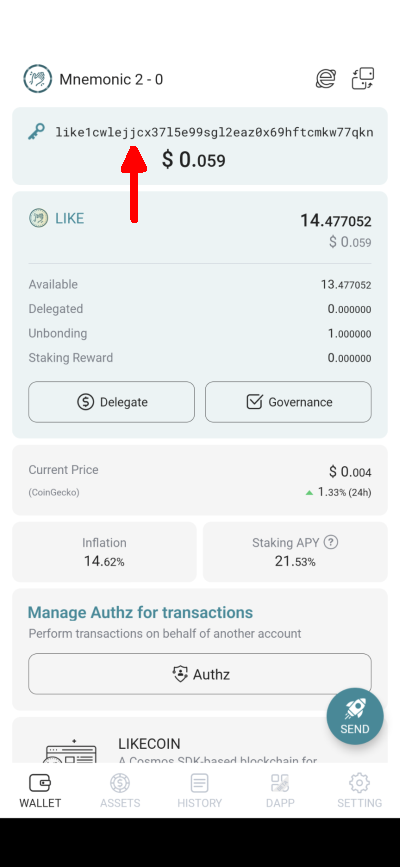 Mnemonic 2 - 0
like1cwlejjcx37l5e99sgl2eaz0x69hftcmkw77qkn
$ 0.059
LIKE
14.477052
$ 0.059
Available 13.477052
Delegated 0.000000
Unbonding 1.000000
Staking Reward 0.000000
Delegate Governance
Current Price $ 0.004
(CoinGecko) 1.33% (24h)
Inflation Staking APY ?
14.62% 21.53%
Manage Authz for transactions
Perform transactions on behalf of another account
Authz
LIKECOIN
A Cosmos SDK-based blockchain for
SEND
WALLET ASSETS HISTORY DAPP SETTING